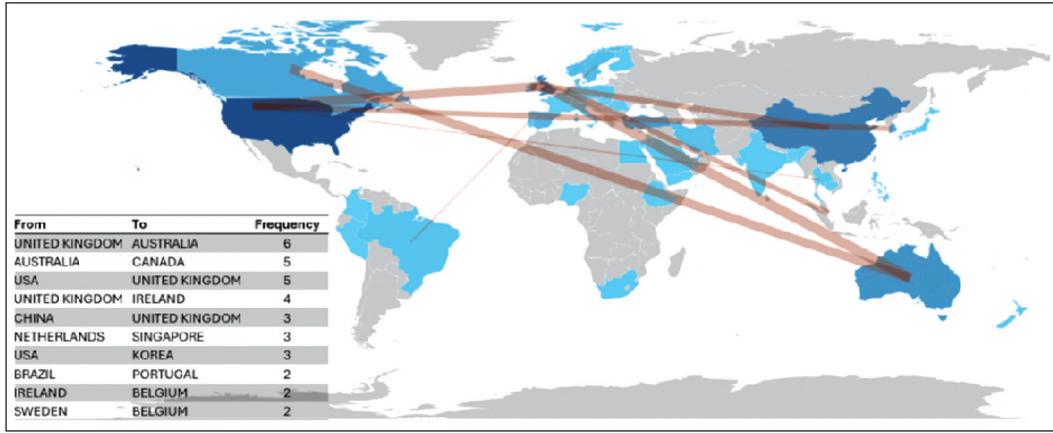 From To Frequency
UNITED KINGDOM AUSTRALIA 6
AUSTRALIA CANADA 5
USA UNITED KINGDOM 5
UNITED KINGDOM IRELAND 4
CHINA UNITED KINGDOM 3
NETHERLANDS SINGAPORE 3
USA KOREA 3
BRAZIL PORTUGAL 2
IRELAND BELGIUM 2
SWEDEN BELGIUM 2